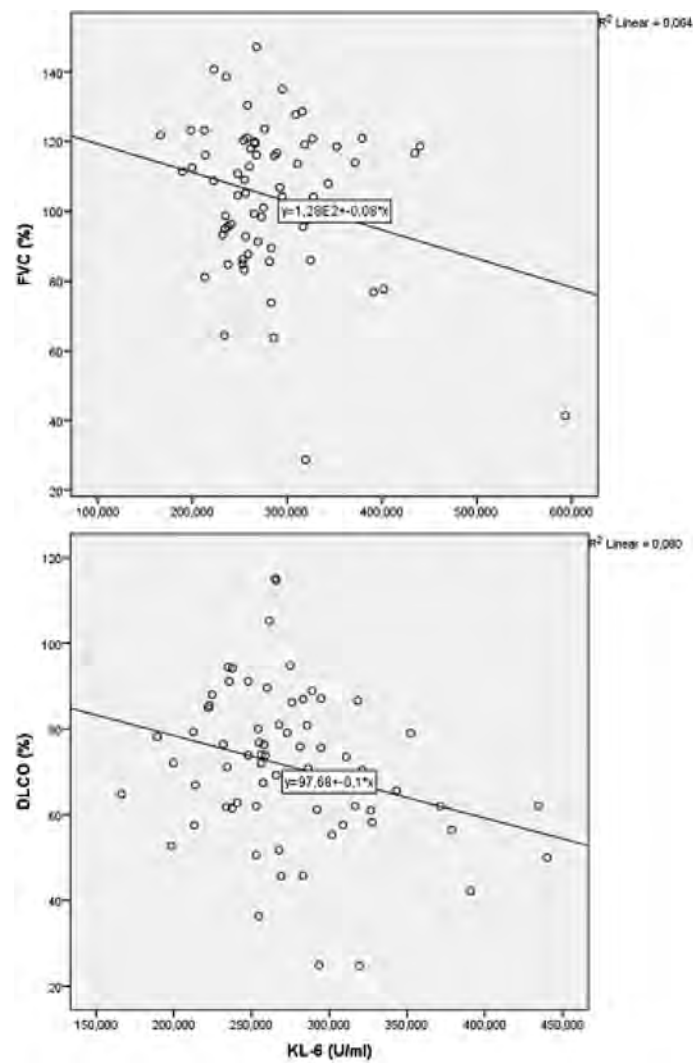 R² Linear = 0,064
140
120
100
80
60
40
20
FVC (%)
y=1,28E2+-0,08*x
100,000 200,000 300,000 400,000 500,000 600,000
R² Linear = 0,060
120
100
80
60
40
20
DLCO (%)
y=97,68+-0,1*x
150,000 200,000 250,000 300,000 350,000 400,000 450,000
KL-6 (U/ml)